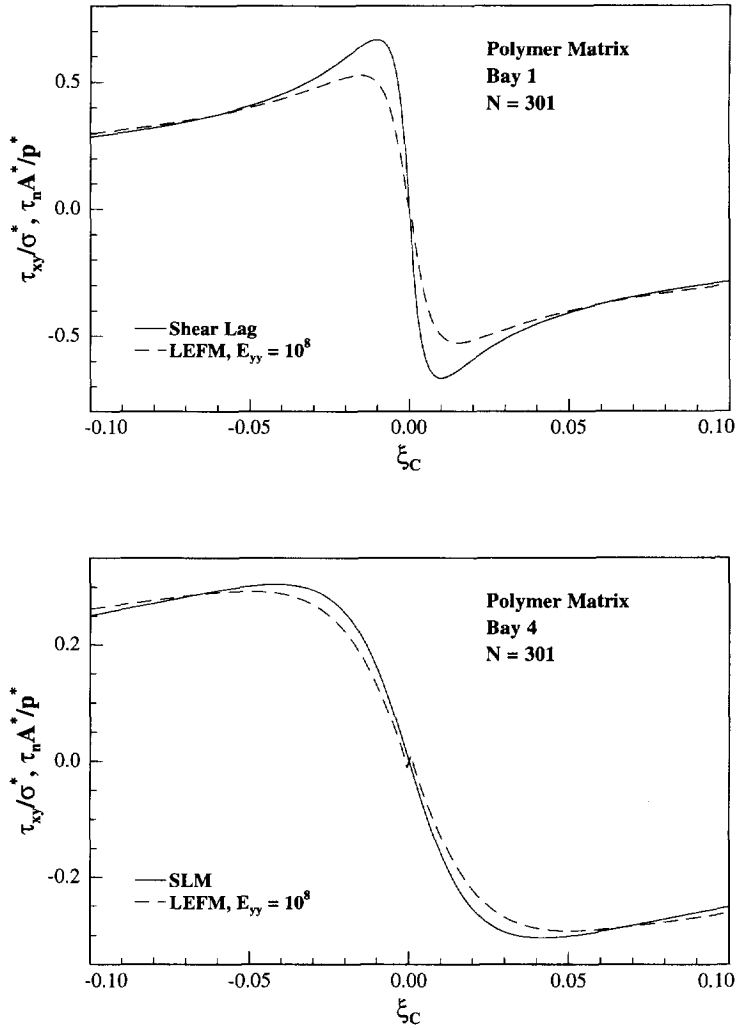 Polymer Matrix
Bay 1
N = 301
0.5
0.0
-0.5
τxy/σ*, τnA*/p*
Shear Lag
LEFM, Eyy = 10^8
-0.10 -0.05 0.00 0.05 0.10
ξC
Polymer Matrix
Bay 4
N = 301
0.2
0.0
-0.2
τxy/σ*, τnA*/p*
SLM
LEFM, Eyy = 10^8
-0.10 -0.05 0.00 0.05 0.10
ξC